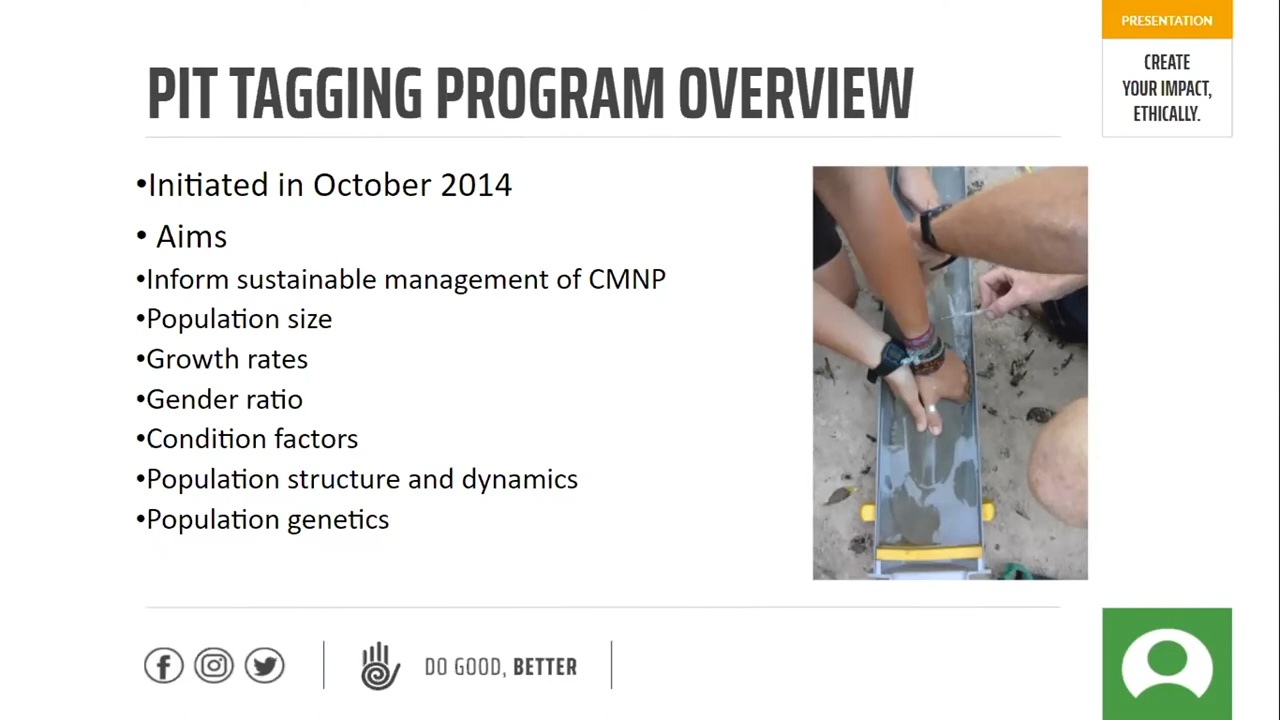 PRESENTATION
CREATE
YOUR IMPACT,
ETHICALLY.
PIT TAGGING PROGRAM OVERVIEW
•Initiated in October 2014
• Aims
•Inform sustainable management of CMNP
•Population size
•Growth rates
•Gender ratio
•Condition factors
•Population structure and dynamics
•Population genetics
DO GOOD, BETTER